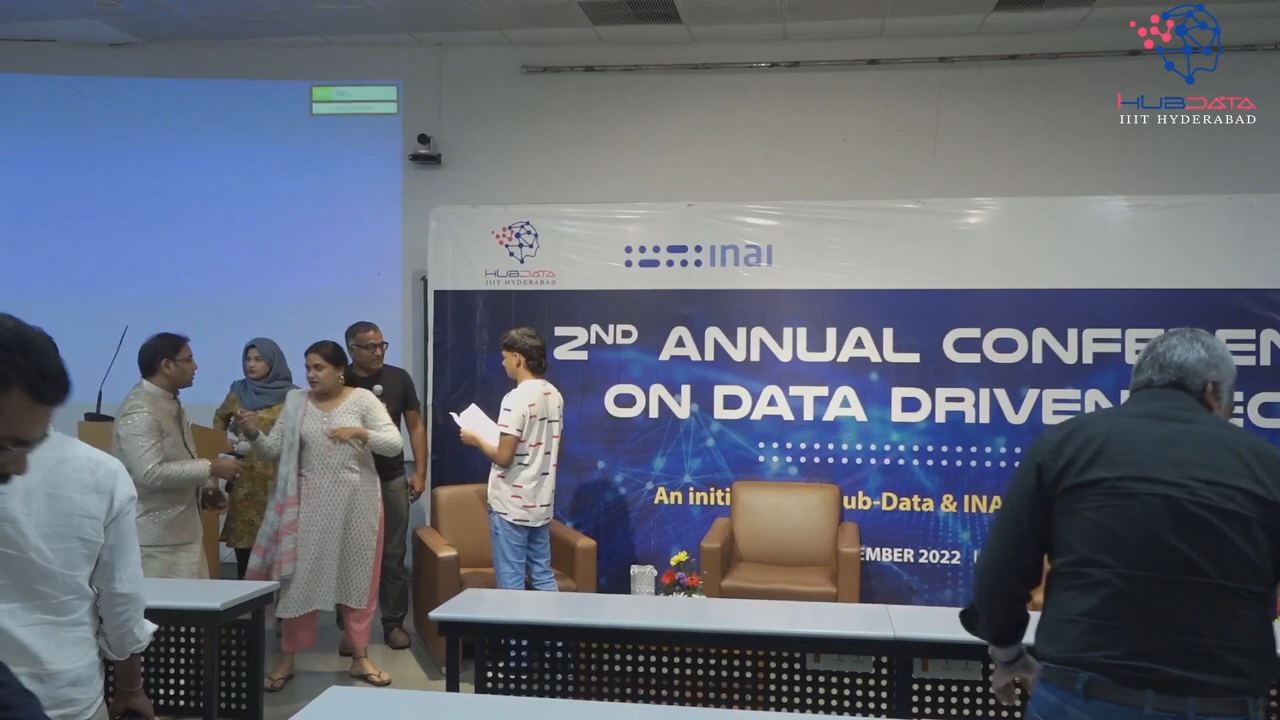 HUBDATA
IIIT HYDERABAD
HUBDATA
IIIT HYDERABAD
inai
2ND ANNUAL CONFEREN
ON DATA DRIVEN
An initi ub-Data & INA
EMBER 2022